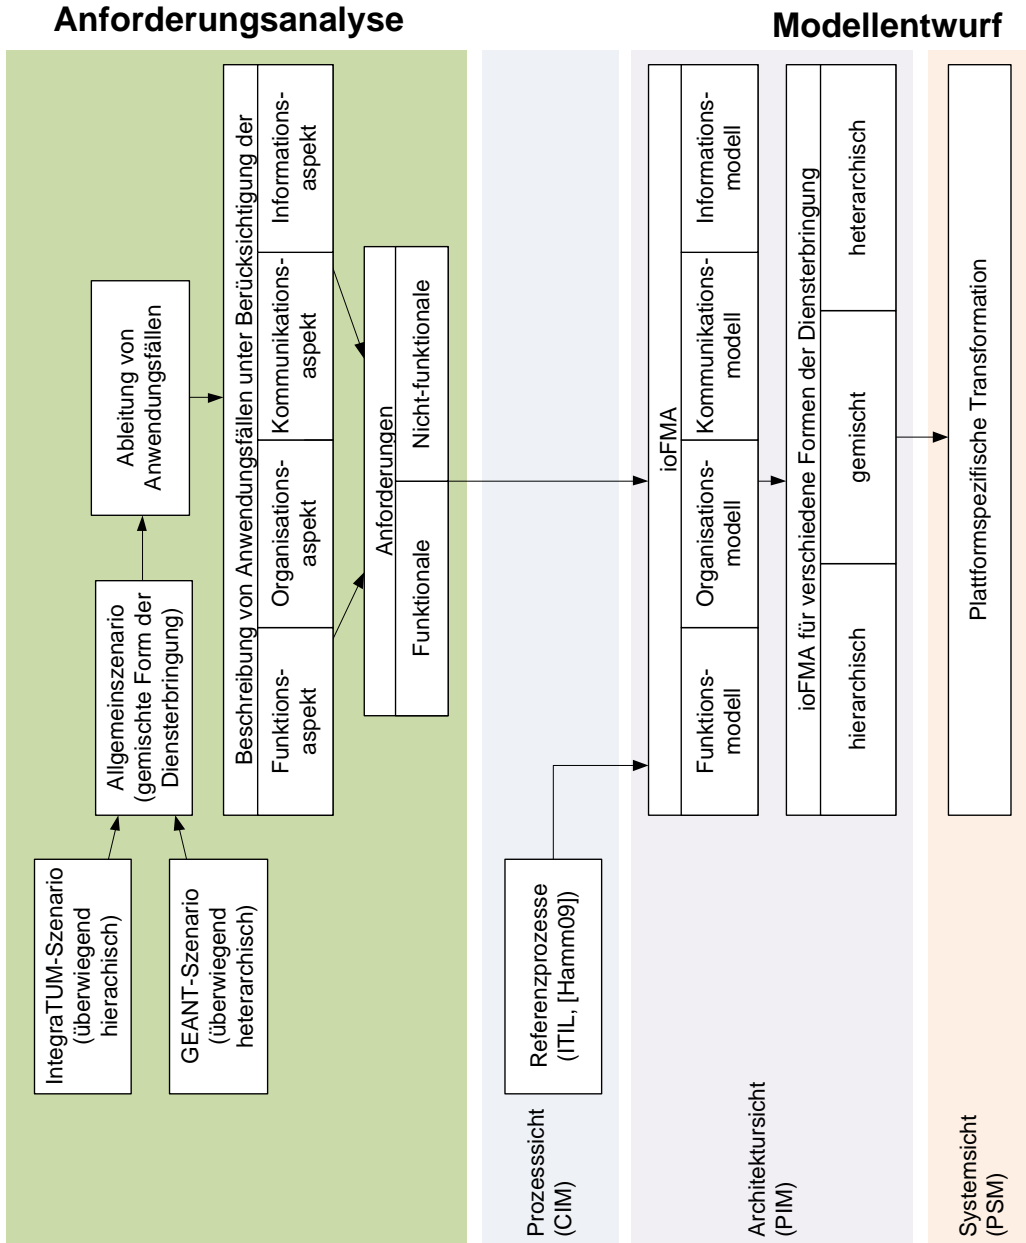 Anforderungsanalyse
Modellentwurf
IntegraTUM-Szenario
(überwiegend
hierachisch)
GEANT-Szenario
(überwiegend
heterarchisch)
Allgemeinszenario
(gemischte Form der
Diensterbringung)
Ableitung von
Anwendungsfällen
Beschreibung von Anwendungsfällen unter Berücksichtigung der
Funktions-
aspekt
Organisations-
aspekt
Kommunikations-
aspekt
Informations-
aspekt
Anforderungen
Funktionale
Nicht-funktionale
Prozesssicht
(CIM)
Referenzprozesse
(ITIL, [Hamm09])
Architektursicht
(PIM)
ioFMA
Funktions-
modell
Organisations-
modell
Kommunikations-
modell
Informations-
modell
ioFMA für verschiedene Formen der Diensterbringung
hierarchisch
gemischt
heterarchisch
Systemsicht
(PSM)
Plattformspezifische Transformation